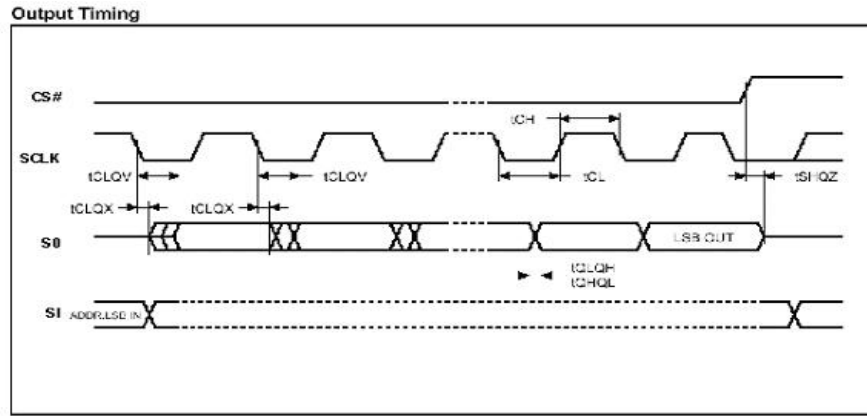 Output Timing
CS#
tCH
SCLK
tCLQV
tCLQV
tCL
tSHQZ
tCLQX
tCLQX
SO
LSB OUT
tQLQH
tQHQL
SI
ADDR.LSB IN